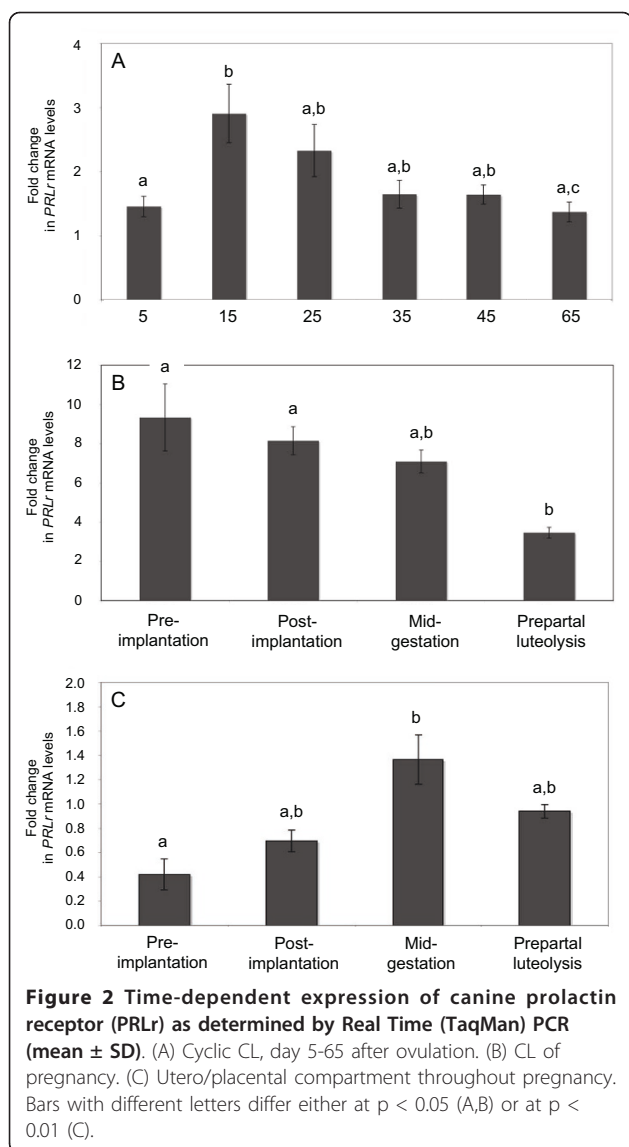 4
A
b
3
a,b
Fold change
in PRLr mRNA levels
2
a
a,b
a,b
a,c
1
0
5 15 25 35 45 65
12
B
a
10
a
8
a,b
Fold change
in PRLr mRNA levels
6
b
4
2
0
Pre-
implantation
Post-
implantation
Mid-
gestation
Prepartal
luteolysis
2.0
C
1.8
b
1.6
1.4
Fold change
in PRLr mRNA levels
1.2
a,b
1.0
a,b
0.8
a
0.6
0.4
0.2
0.0
Pre-
implantation
Post-
implantation
Mid-
gestation
Prepartal
luteolysis
Figure 2 Time-dependent expression of canine prolactin
receptor (PRLr) as determined by Real Time (TaqMan) PCR
(mean ± SD). (A) Cyclic CL, day 5-65 after ovulation. (B) CL of
pregnancy. (C) Utero/placental compartment throughout pregnancy.
Bars with different letters differ either at p < 0.05 (A,B) or at p <
0.01 (C).